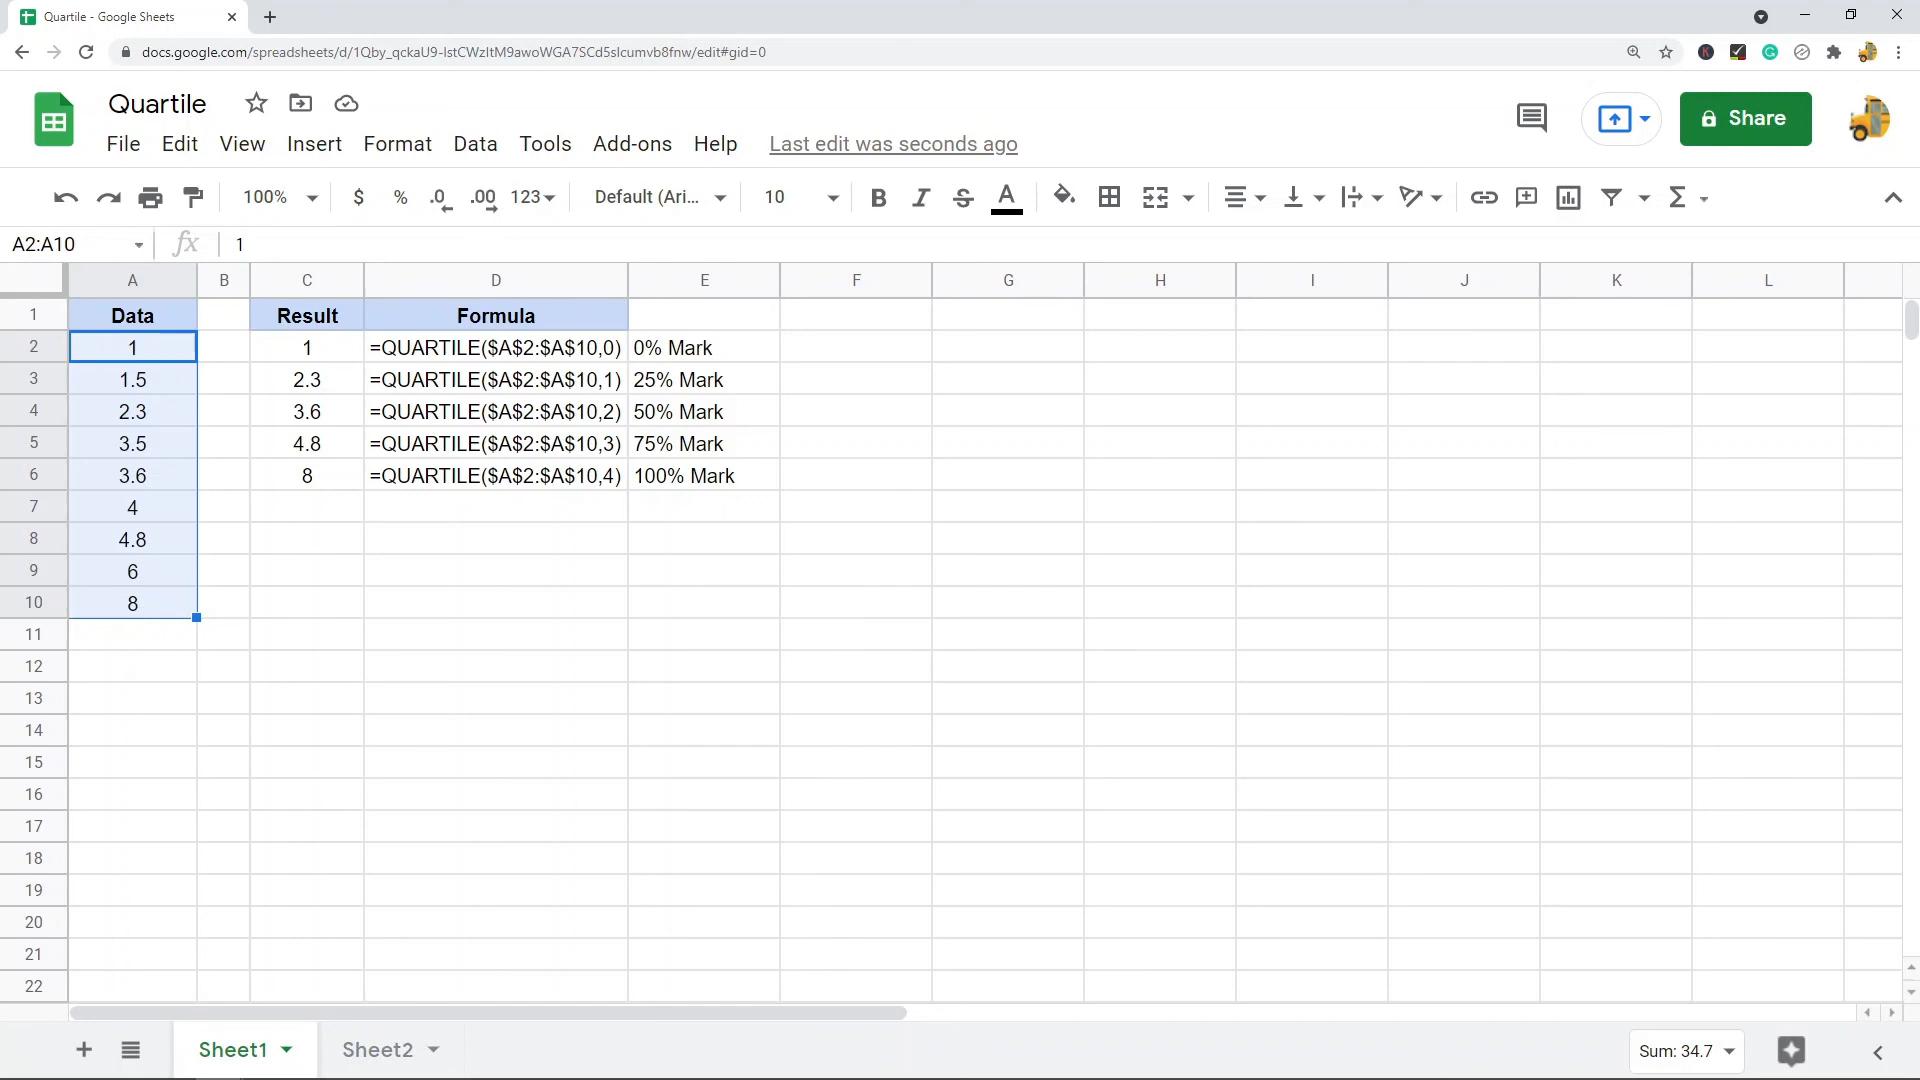 Quartile - Google Sheets
docs.google.com/spreadsheets/d/1Qby_qckaU9-lstCWzItM9awoWGA7SCd5slcumvb8fnw/edit#gid=0
Quartile
File Edit View Insert Format Data Tools Add-ons Help Last edit was seconds ago
Share
100% $ % .0 .00 123 Default (Ari... 10 B I S A Σ
A2:A10 fx 1
A B C D E F G H I J K L
1 Data Result Formula
2 1 1 =QUARTILE($A$2:$A$10,0) 0% Mark
3 1.5 2.3 =QUARTILE($A$2:$A$10,1) 25% Mark
4 2.3 3.6 =QUARTILE($A$2:$A$10,2) 50% Mark
5 3.5 4.8 =QUARTILE($A$2:$A$10,3) 75% Mark
6 3.6 8 =QUARTILE($A$2:$A$10,4) 100% Mark
7 4
8 4.8
9 6
10 8
11
12
13
14
15
16
17
18
19
20
21
22
Sheet1 Sheet2 Sum: 34.7